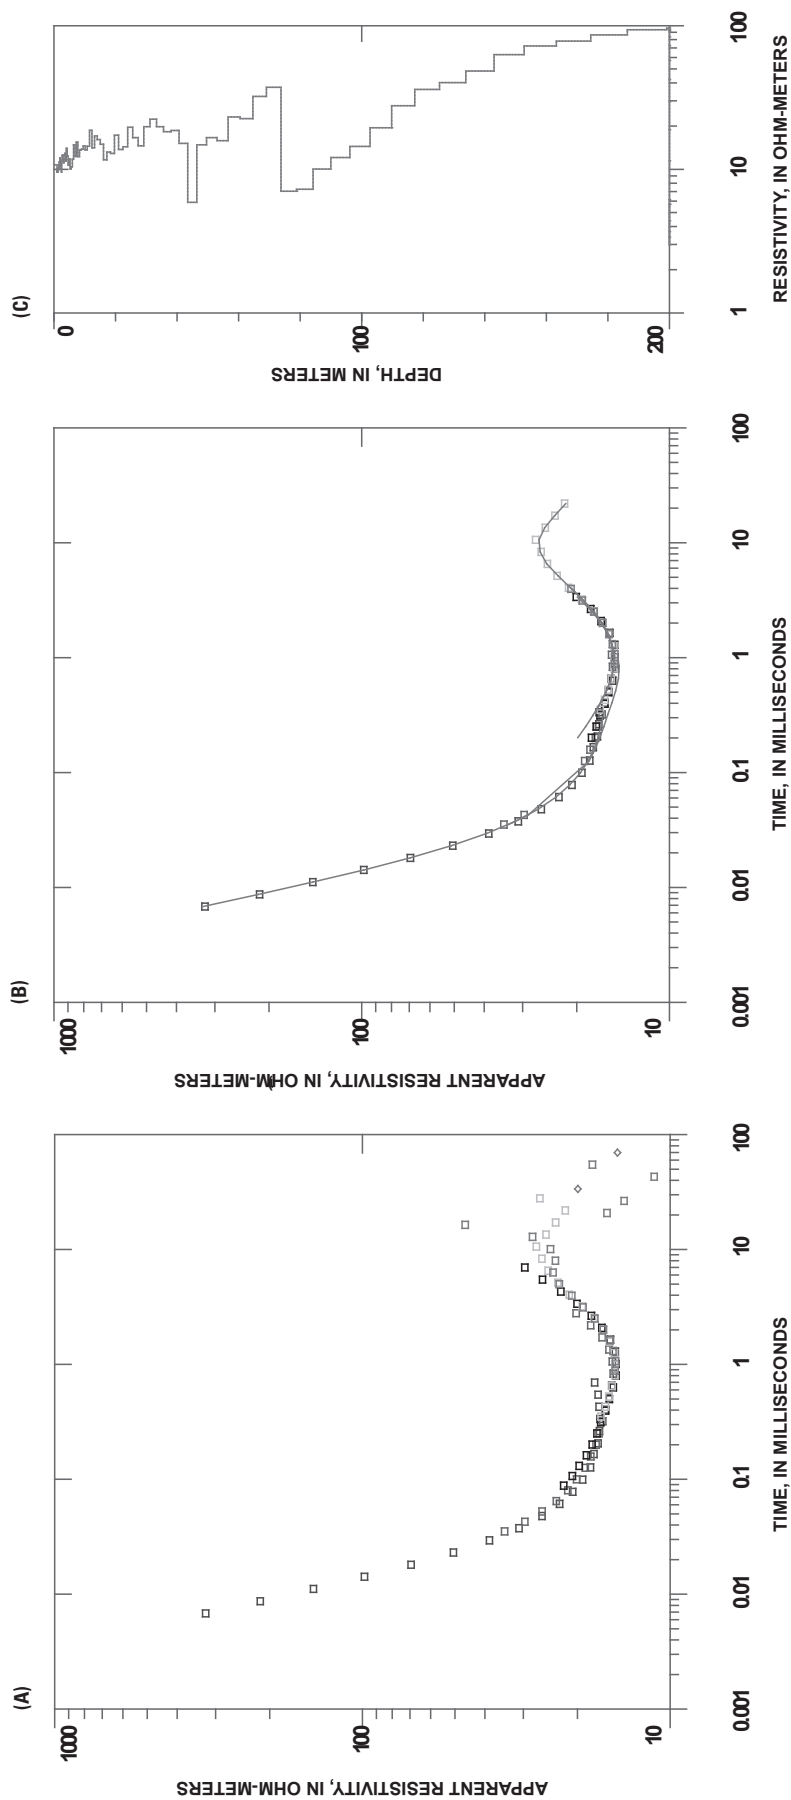 (A)
APPARENT RESISTIVITY, IN OHM-METERS
1000
100
10
0.001
0.01
0.1
1
10
100
TIME, IN MILLISECONDS
(B)
APPARENT RESISTIVITY, IN OHM-METERS
1000
100
10
0.001
0.01
0.1
1
10
100
TIME, IN MILLISECONDS
(C)
DEPTH, IN METERS
0
100
200
1
10
100
RESISTIVITY, IN OHM-METERS